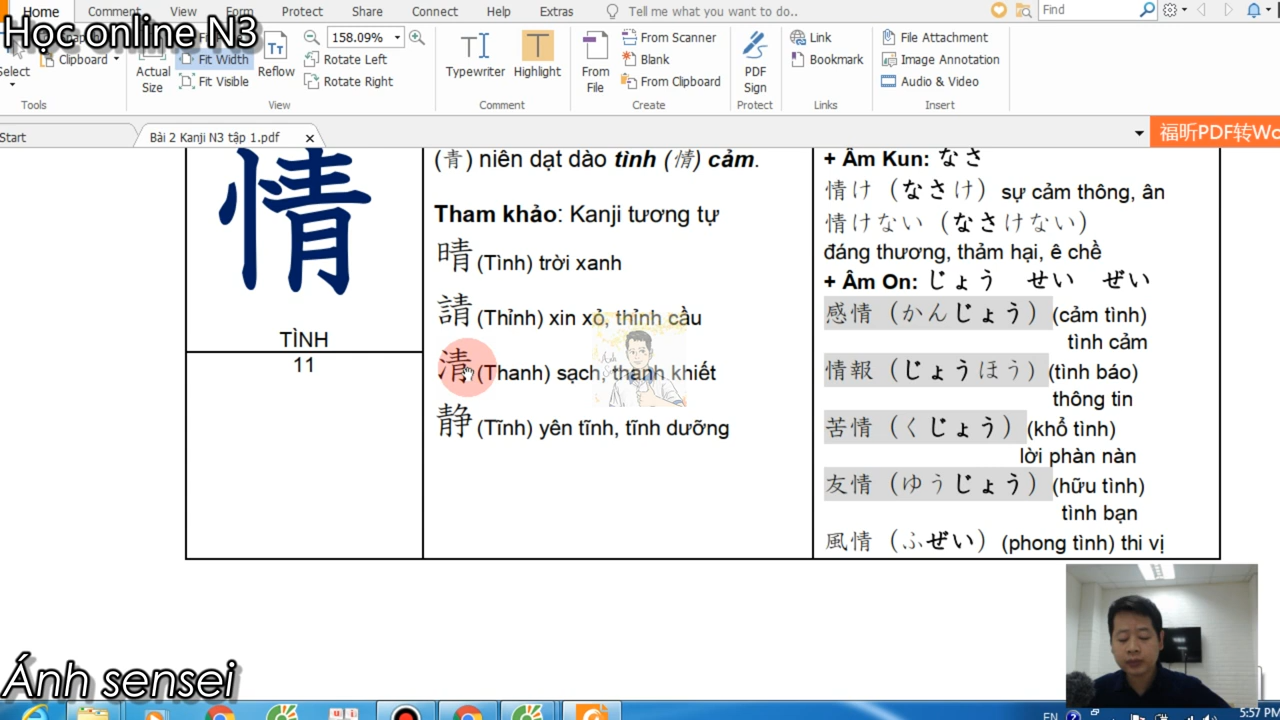 Home Comment View Form Protect Share Connect Help Extras Tell me what you want to do.. Find
Học online N3
Clipboard
Fit Width
Fit Visible
Actual Size
Reflow
158.09%
Rotate Left
Rotate Right
Typewriter
Highlight
From File
From Scanner
Blank
From Clipboard
PDF Sign
Link
Bookmark
File Attachment
Image Annotation
Audio & Video
Tools View Comment Create Protect Links Insert
Start
Bài 2 Kanji N3 tập 1.pdf
福昕PDF转Wo
情
TÌNH
11
(青) niên dạt dào tình (情) cảm.
Tham khảo: Kanji tương tự
晴 (Tình) trời xanh
請 (Thỉnh) xin xỏ, thỉnh cầu
清 (Thanh) sạch, thanh khiết
静 (Tĩnh) yên tĩnh, tĩnh dưỡng
+ Âm Kun: なさ
情け（なさけ）sự cảm thông, ân
情けない（なさけない）
đáng thương, thảm hại, ê chề
+ Âm On: じょう せい ぜい
感情（かんじょう）(cảm tình)
tình cảm
情報（じょうほう）(tình báo)
thông tin
苦情（くじょう）(khổ tình)
lời phàn nàn
友情（ゆうじょう）(hữu tình)
tình bạn
風情（ふぜい）(phong tình) thi vị
Ánh sensei
EN
5:57 PM